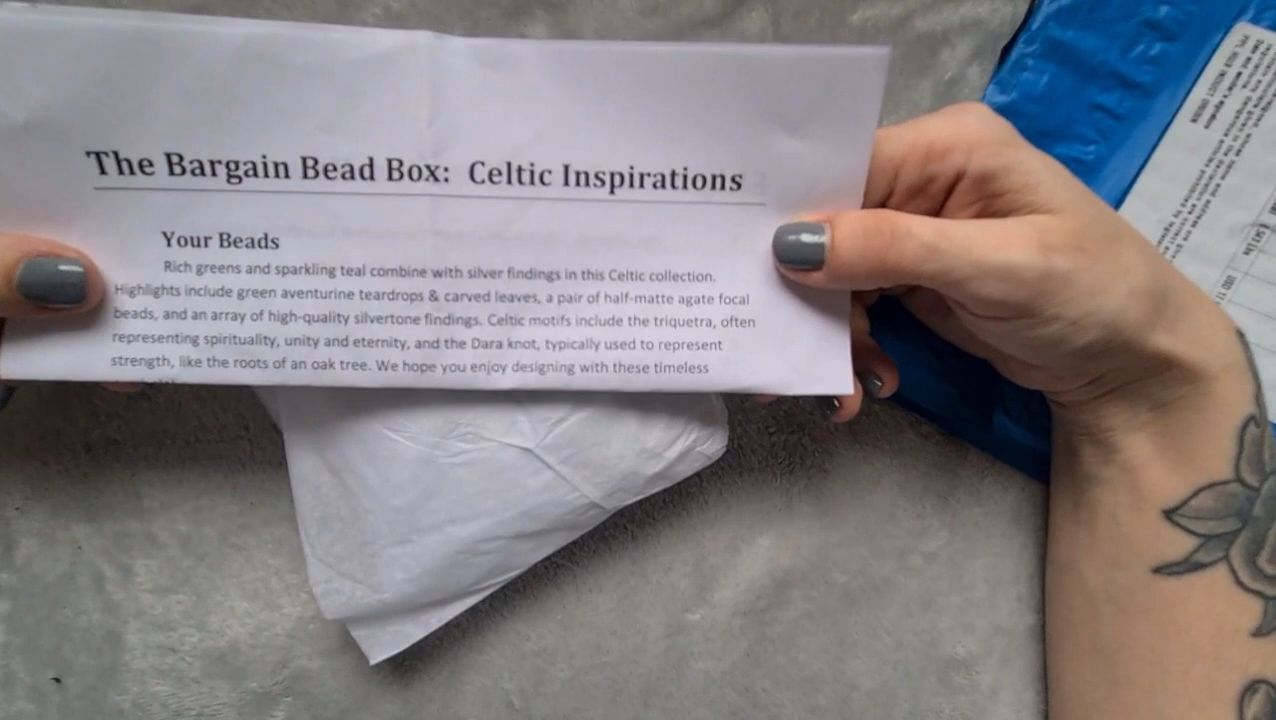 The Bargain Bead Box: Celtic Inspirations
Your Beads
Rich greens and sparkling teal combine with silver findings in this Celtic collection.
Highlights include green aventurine teardrops & carved leaves, a pair of half-matte agate focal
beads, and an array of high-quality silvertone findings. Celtic motifs include the triquetra, often
representing spirituality, unity and eternity, and the Dara knot, typically used to represent
strength, like the roots of an oak tree. We hope you enjoy designing with these timeless